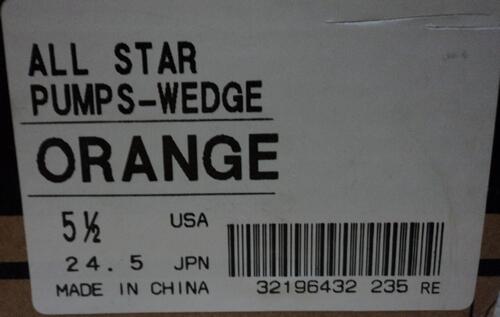 ALL STAR
PUMPS-WEDGE
ORANGE
5½ USA
24.5 JPN
MADE IN CHINA 32196432 235 RE